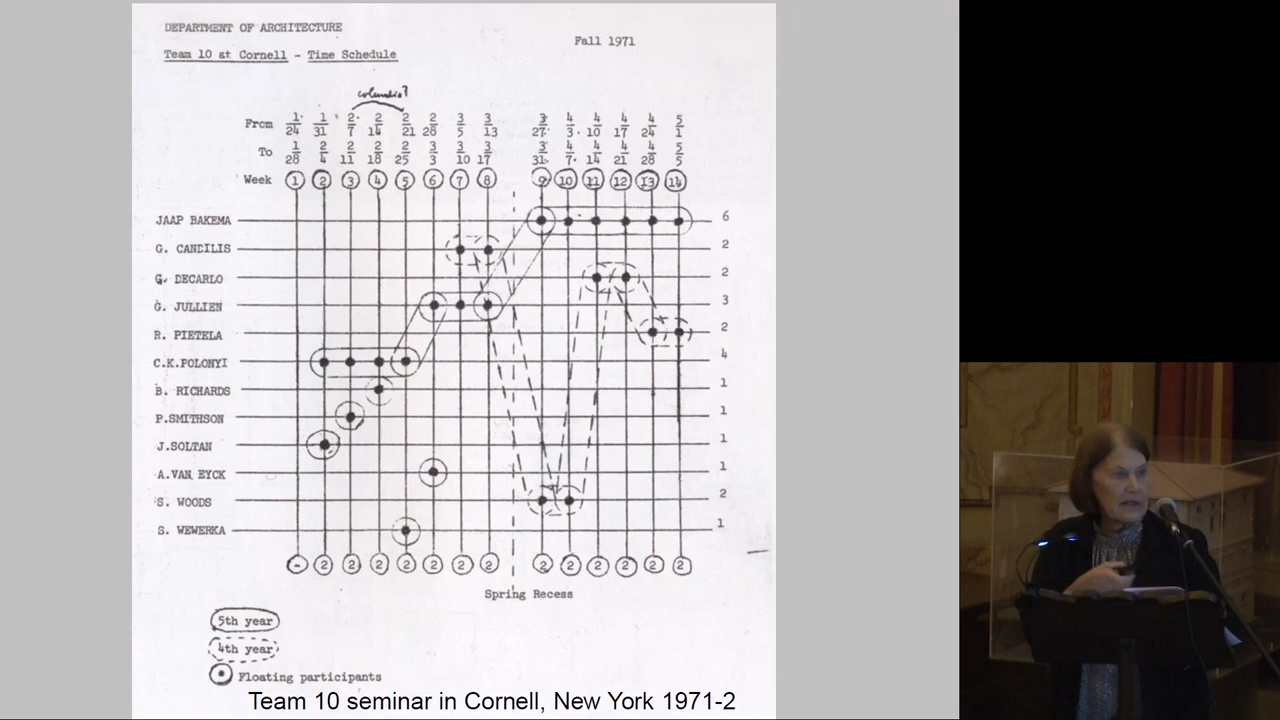 DEPARTMENT OF ARCHITECTURE
Fall 1971
Team 10 at Cornell - Time Schedule
columbia?
From 1/24 1/31 2/7 2/14 2/21 2/28 3/5 3/13 3/27 4/3 4/10 4/17 4/24 5/1
To 1/28 2/4 2/11 2/18 2/25 3/3 3/10 3/17 3/31 4/7 4/14 4/21 4/28 5/5
Week 1 2 3 4 5 6 7 8 9 10 11 12 13 14
JAAP BAKEMA 6
G. CANDILIS 2
G. DECARLO 2
G. JULLIEN 3
R. PIETELA 2
C.K.POLONYI 4
B. RICHARDS 1
P.SMITHSON 1
J.SOLTAN 1
A.VAN EYCK 1
S. WOODS 2
S. WEWERKA 1
- 2 2 2 2 2 2 2 2 2 2 2 2 2
Spring Recess
5th year
4th year
Floating participants
Team 10 seminar in Cornell, New York 1971-2